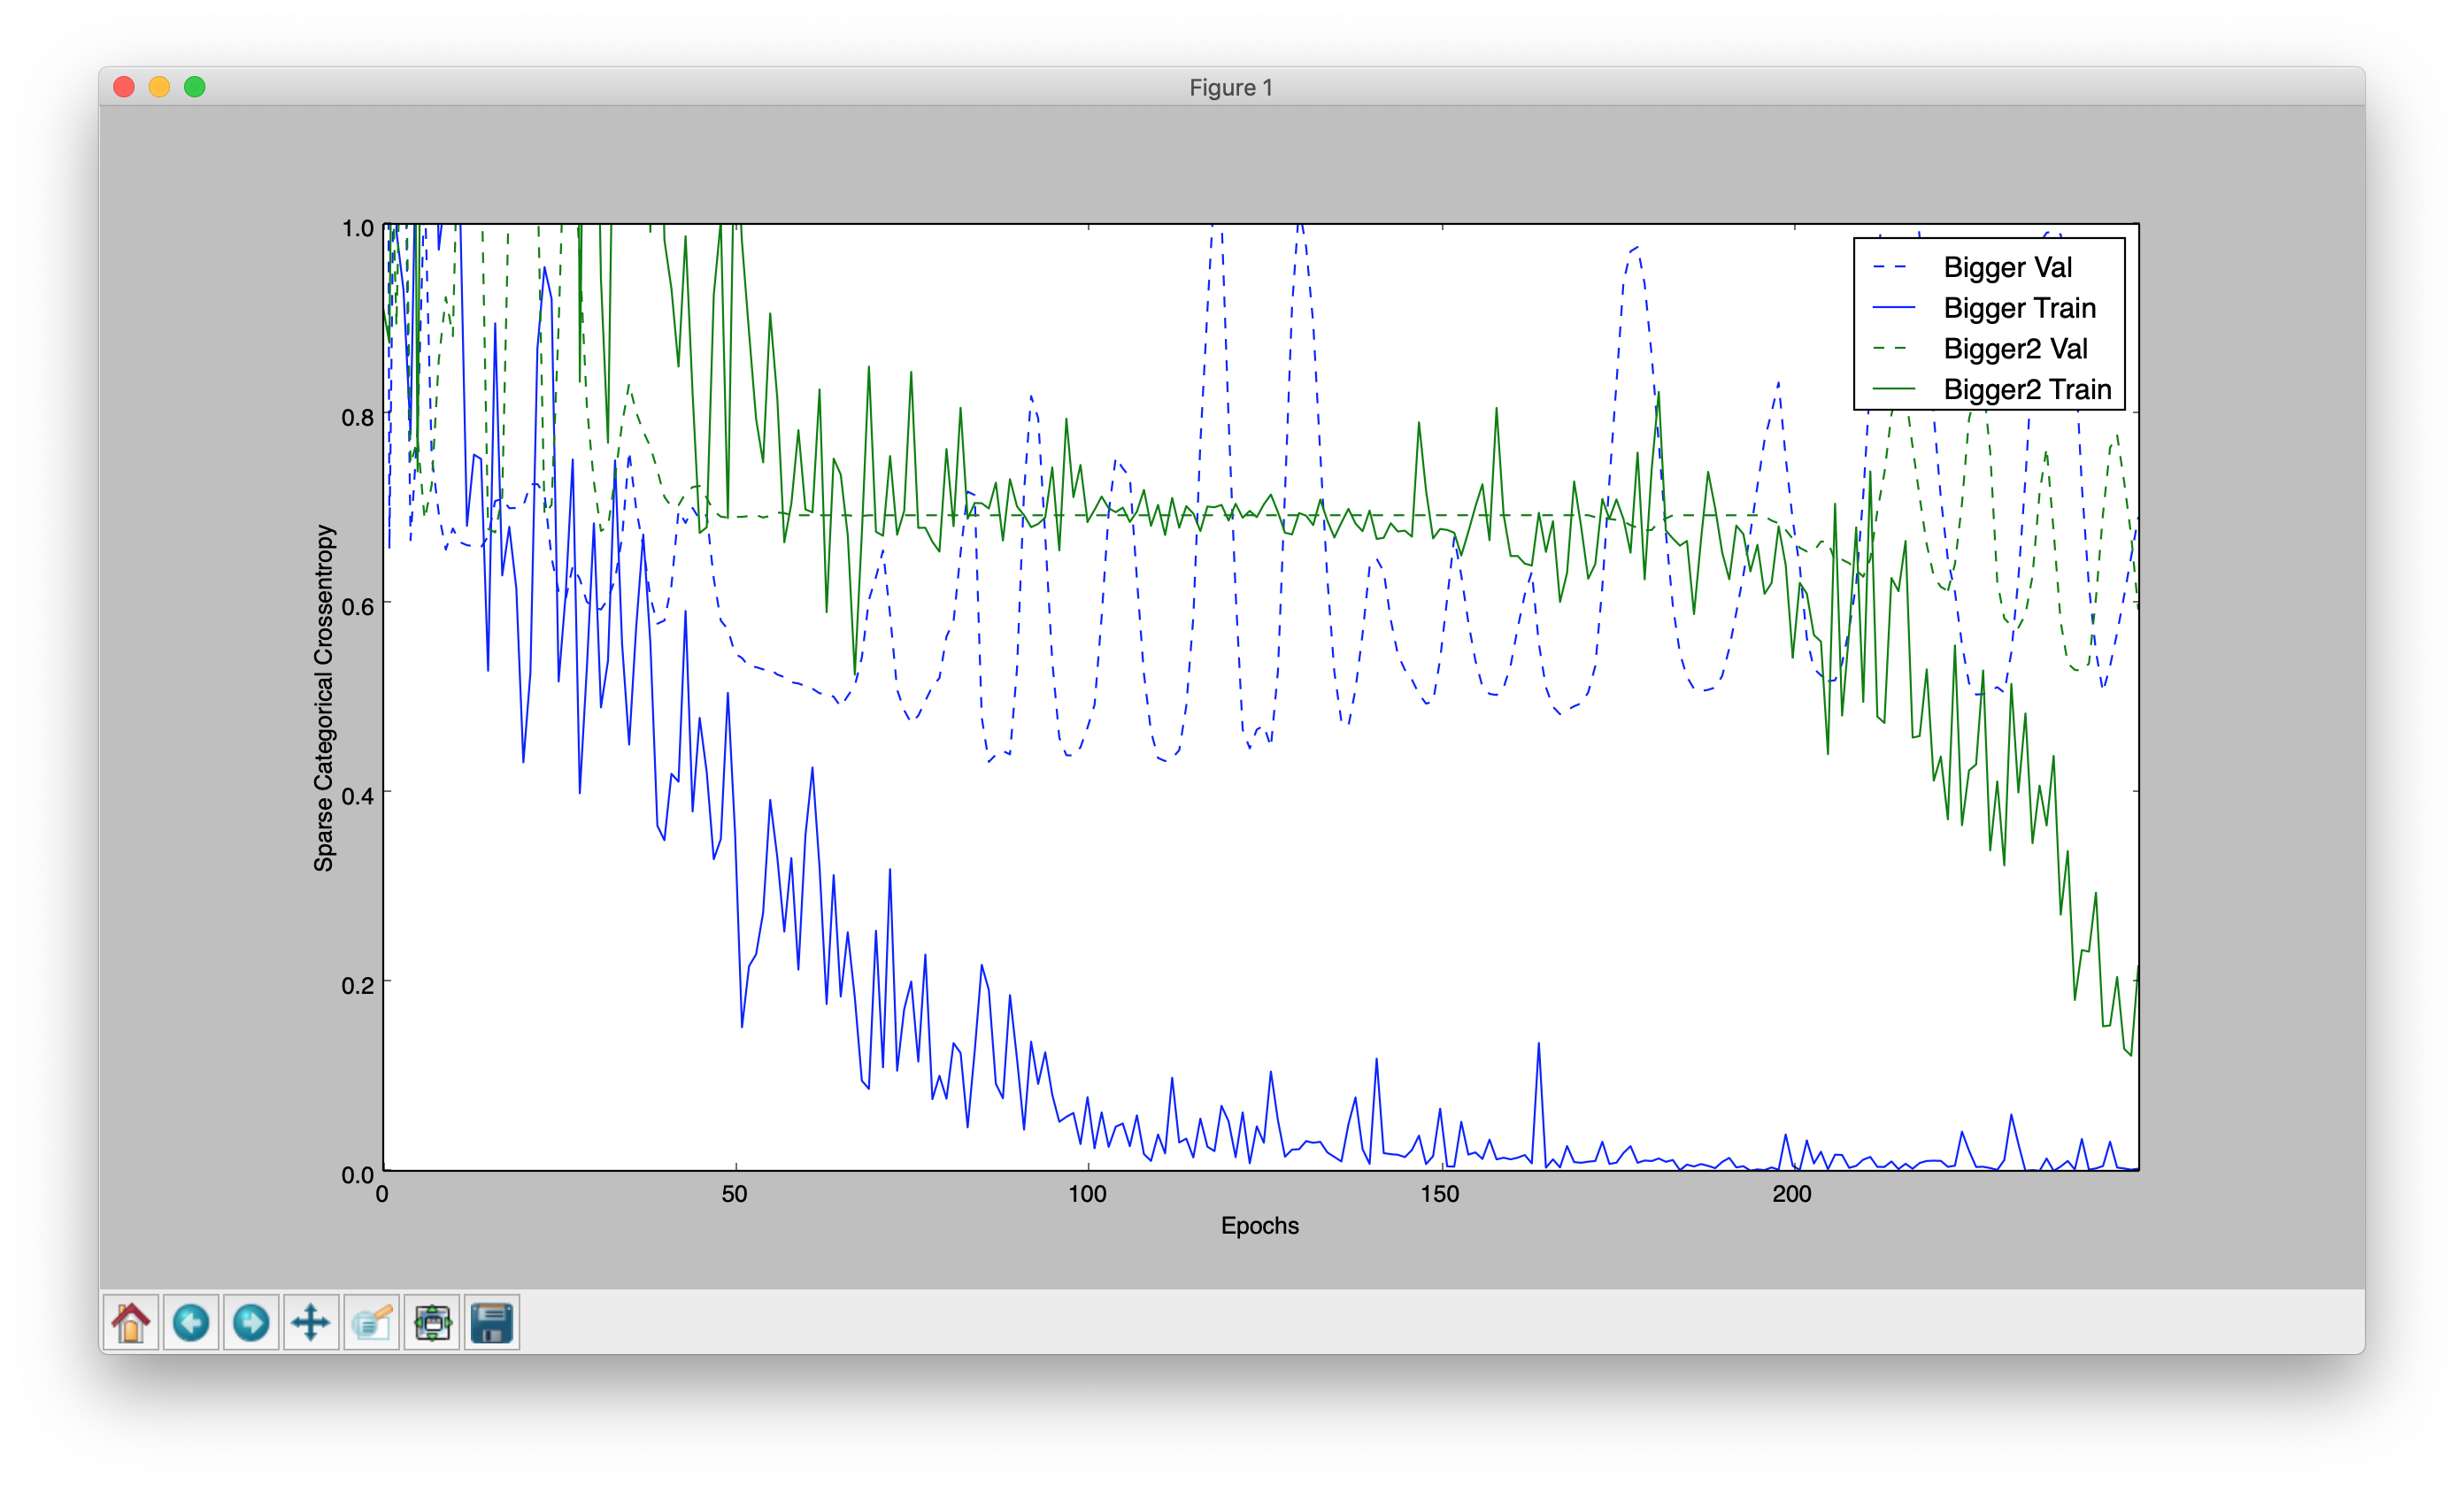 Figure 1
1.0
0.8
0.6
0.4
0.2
0.0
Sparse Categorical Crossentropy
Bigger Val
Bigger Train
Bigger2 Val
Bigger2 Train
0 50 100 150 200
Epochs